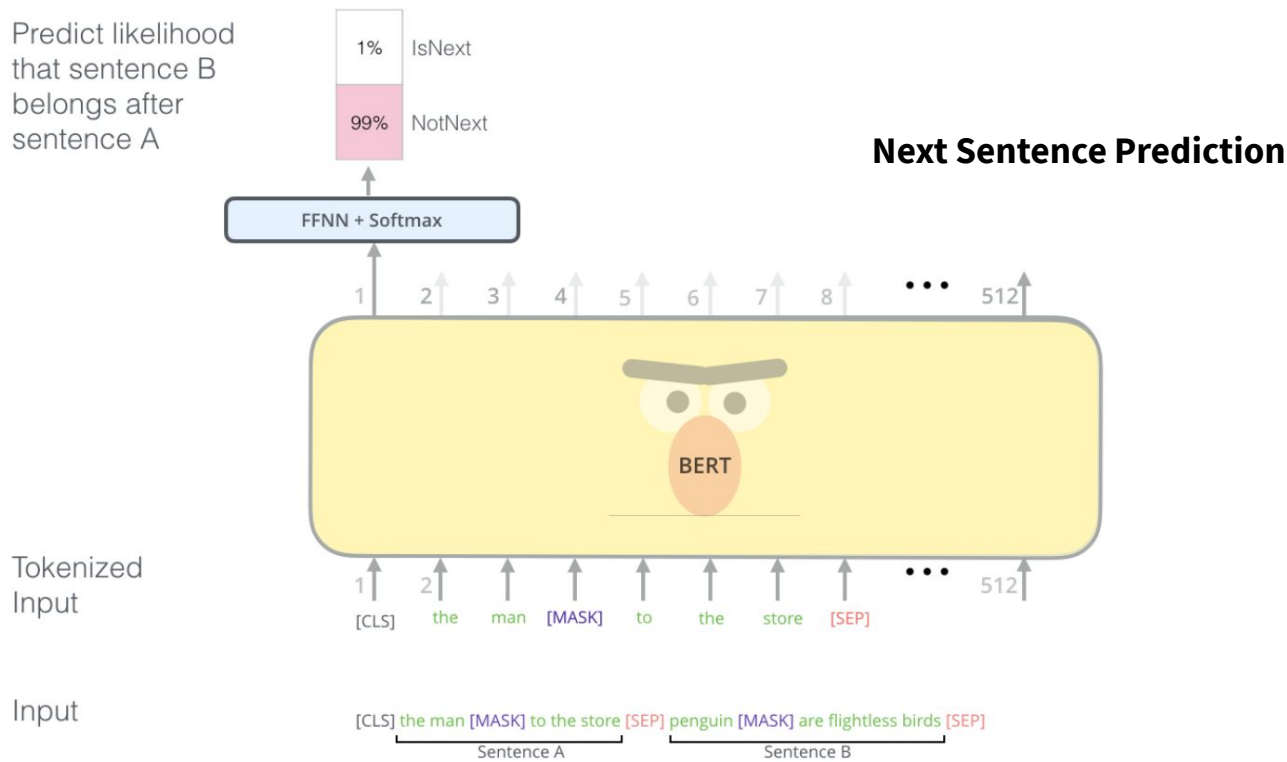 Predict likelihood
that sentence B
belongs after
sentence A
1% IsNext
99% NotNext
Next Sentence Prediction
FFNN + Softmax
1 2 3 4 5 6 7 8 ••• 512
BERT
Tokenized
Input
1 2 ••• 512
[CLS] the man [MASK] to the store [SEP]
Input
[CLS] the man [MASK] to the store [SEP] penguin [MASK] are flightless birds [SEP]
Sentence A Sentence B